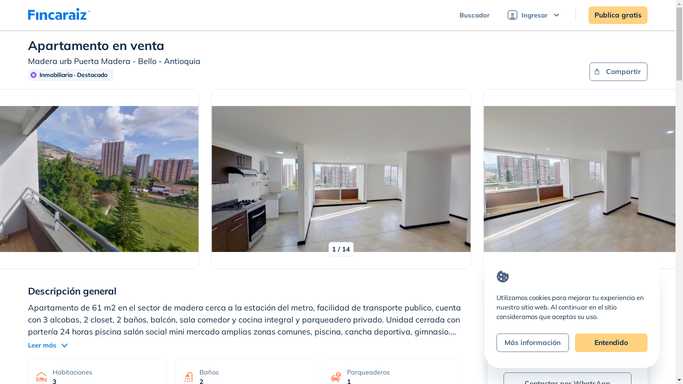 Fincaraiz
Buscador
Ingresar
Publica gratis
Apartamento en venta
Madera urb Puerta Madera - Bello - Antioquia
Inmobiliaria · Destacado
Compartir
1 / 14
Descripción general
Apartamento de 61 m2 en el sector de madera cerca a la estación del metro, facilidad de transporte publico, cuenta
con 3 alcobas, 2 closet, 2 baños, balcón, sala comedor y cocina integral y parqueadero privado. Unidad cerrada con
portería 24 horas piscina salón social mini mercado amplias zonas comunes, piscina, cancha deportiva, gimnasio....
Leer más
Habitaciones
3
Baños
2
Parqueaderos
1
Utilizamos cookies para mejorar tu experiencia en
nuestro sitio web. Al continuar en el sitio
consideramos que aceptas su uso.
Más información
Entendido
Contactar por WhatsApp